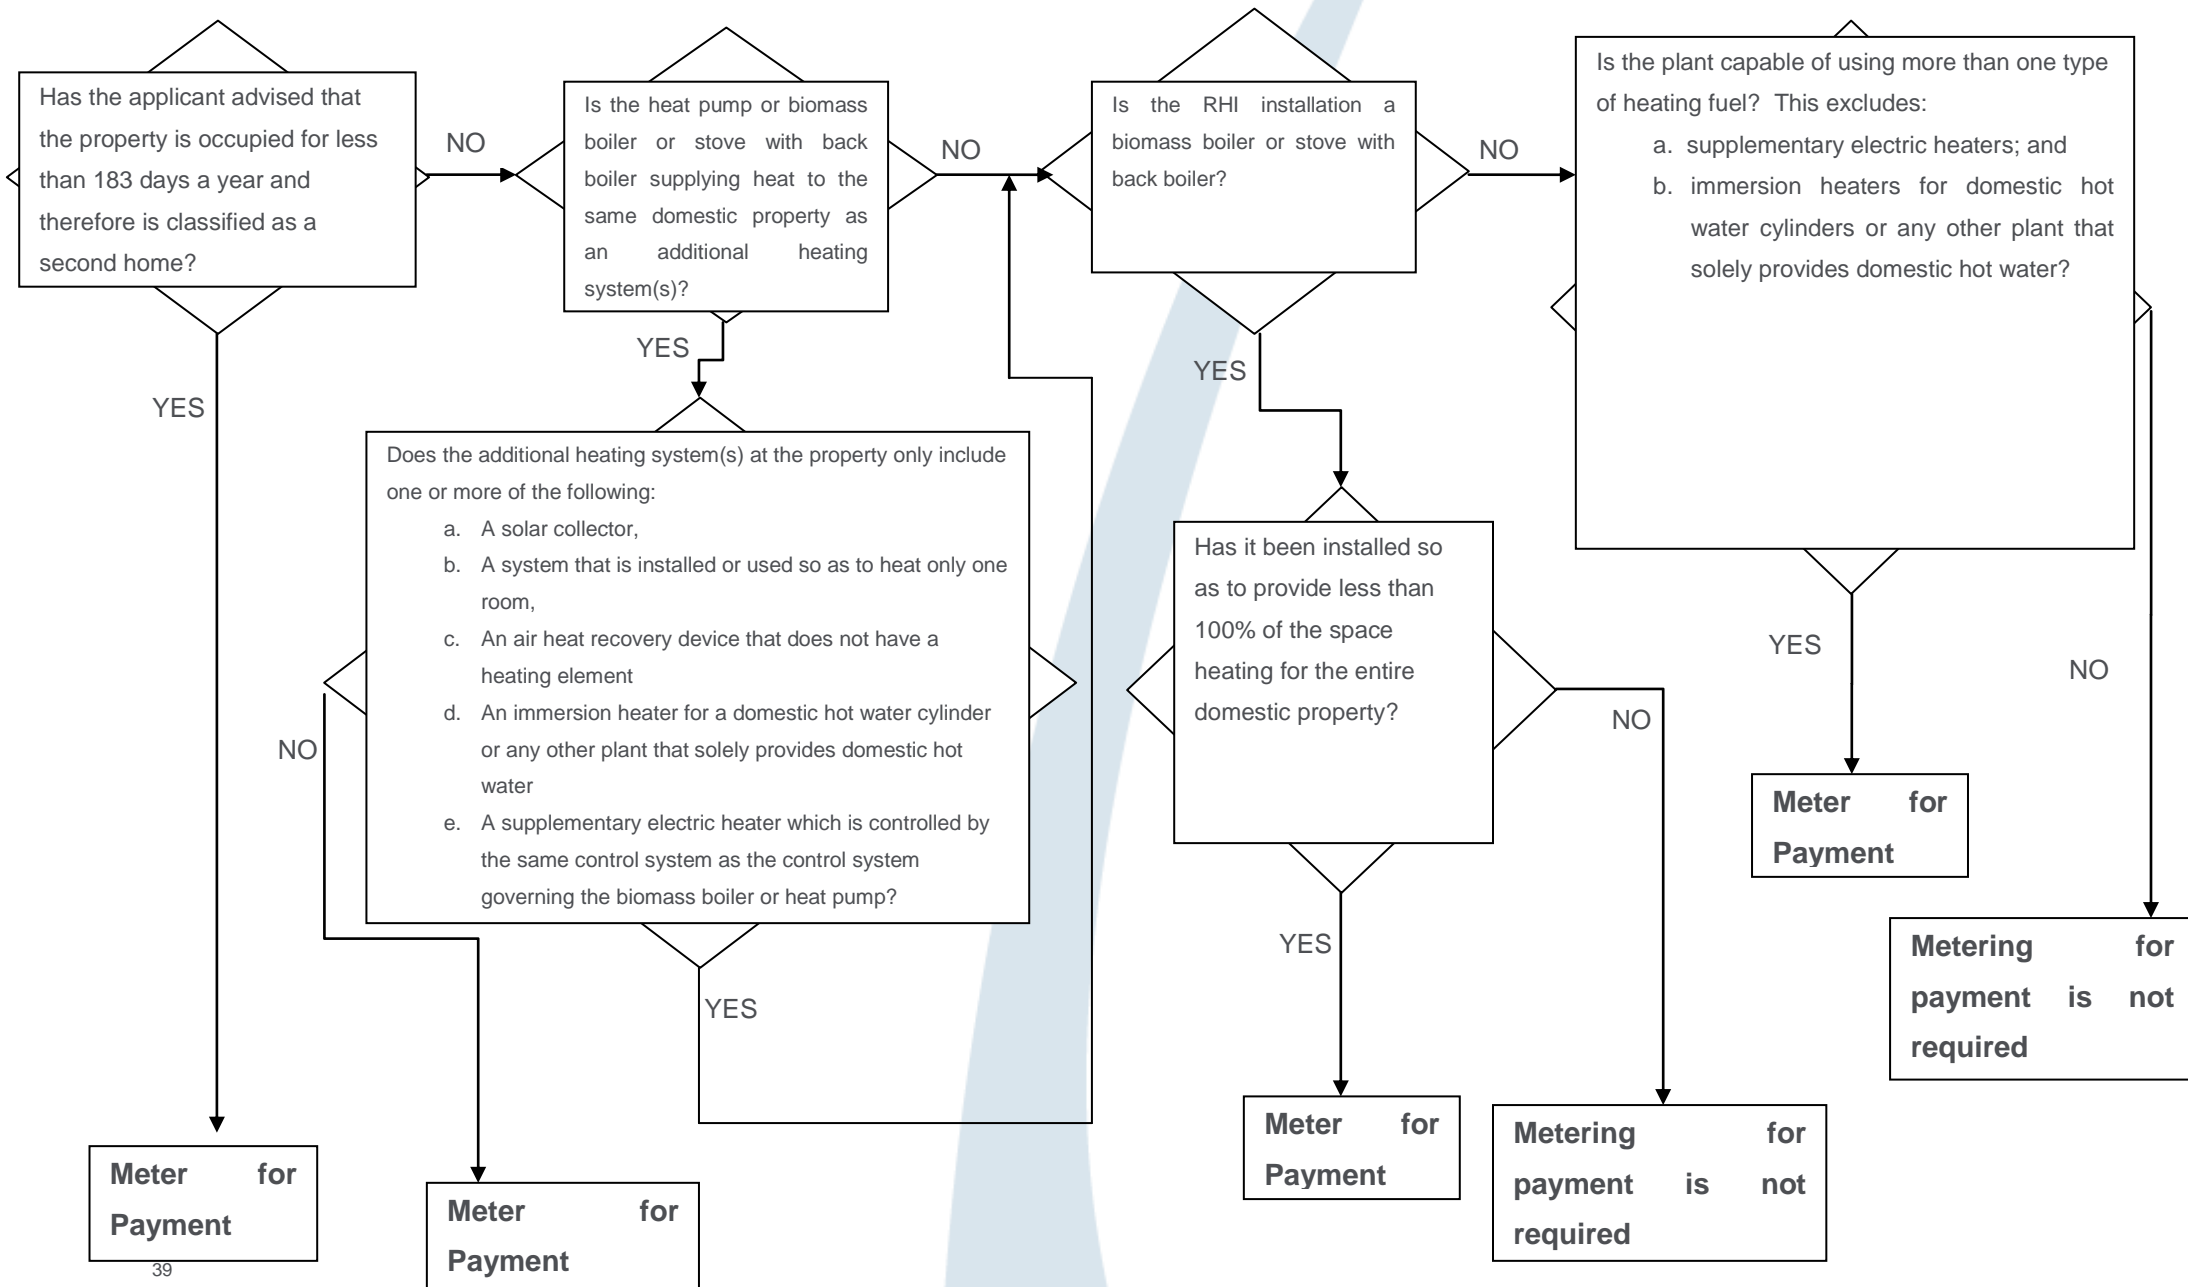 Has the applicant advised that
the property is occupied for less
than 183 days a year and
therefore is classified as a
second home?
NO
YES
Is the heat pump or biomass
boiler or stove with back
boiler supplying heat to the
same domestic property as
an additional heating
system(s)?
NO
YES
Is the RHI installation a
biomass boiler or stove with
back boiler?
NO
YES
Is the plant capable of using more than one type
of heating fuel? This excludes:
a. supplementary electric heaters; and
b. immersion heaters for domestic hot
water cylinders or any other plant that
solely provides domestic hot water?
YES
NO
Does the additional heating system(s) at the property only include
one or more of the following:
a. A solar collector,
b. A system that is installed or used so as to heat only one
room,
c. An air heat recovery device that does not have a
heating element
d. An immersion heater for a domestic hot water cylinder
or any other plant that solely provides domestic hot
water
e. A supplementary electric heater which is controlled by
the same control system as the control system
governing the biomass boiler or heat pump?
NO
YES
Has it been installed so
as to provide less than
100% of the space
heating for the entire
domestic property?
NO
YES
Meter for
Payment
Metering for
payment is not
required
Meter for
Payment
Metering for
payment is not
required
Meter for
Payment
Meter for
Payment
39